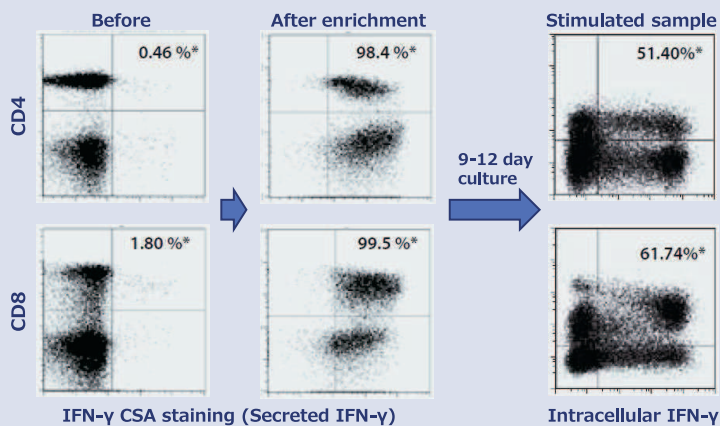 Before
After enrichment
Stimulated sample
0.46 %*
98.4 %*
51.40%*
CD4
9-12 day
culture
1.80 %*
99.5 %*
61.74%*
CD8
IFN-γ CSA staining (Secreted IFN-γ)
Intracellular IFN-γ